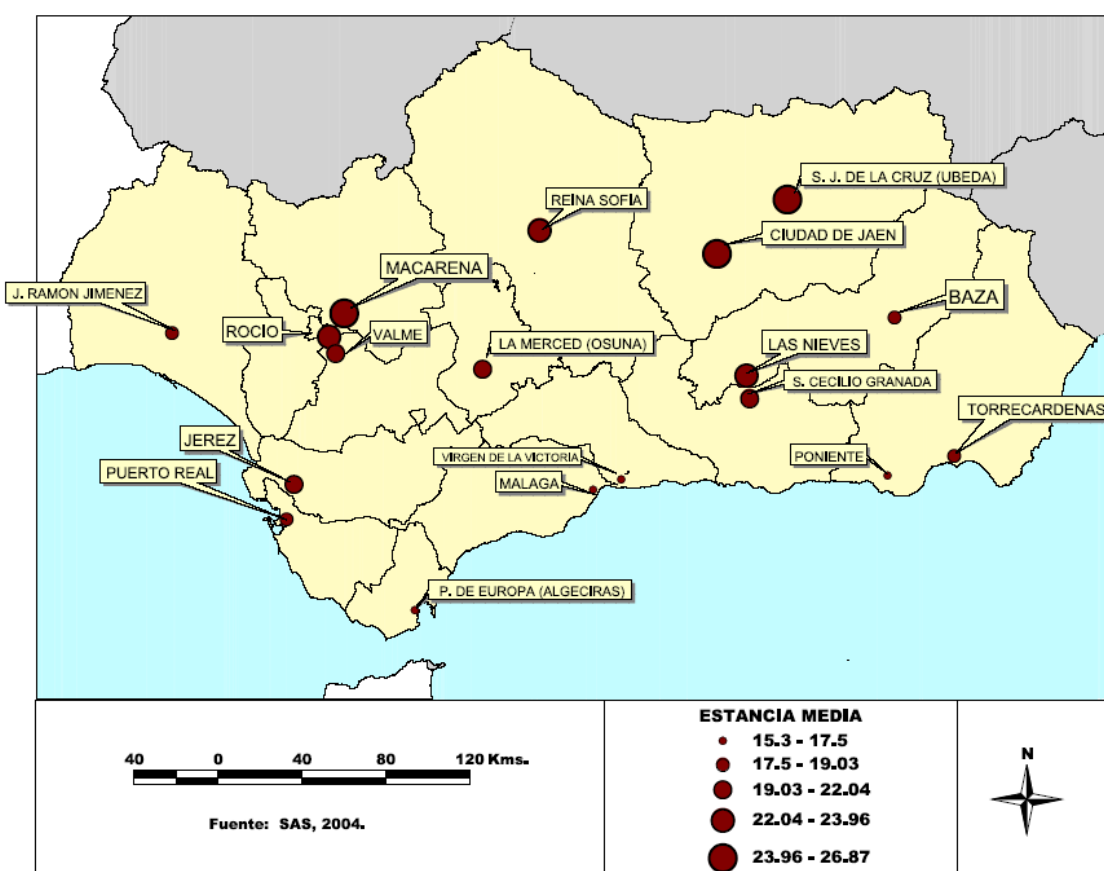 S. J. DE LA CRUZ (UBEDA)
REINA SOFIA
CIUDAD DE JAEN
MACARENA
J. RAMON JIMENEZ
BAZA
ROCIO
VALME
LA MERCED (OSUNA)
LAS NIEVES
S. CECILIO GRANADA
TORRECARDENAS
JEREZ
VIRGEN DE LA VICTORIA
PONIENTE
PUERTO REAL
MALAGA
P. DE EUROPA (ALGECIRAS)
40 0 40 80 120 Kms.
Fuente: SAS, 2004.
ESTANCIA MEDIA
15.3 - 17.5
17.5 - 19.03
19.03 - 22.04
22.04 - 23.96
23.96 - 26.87
N